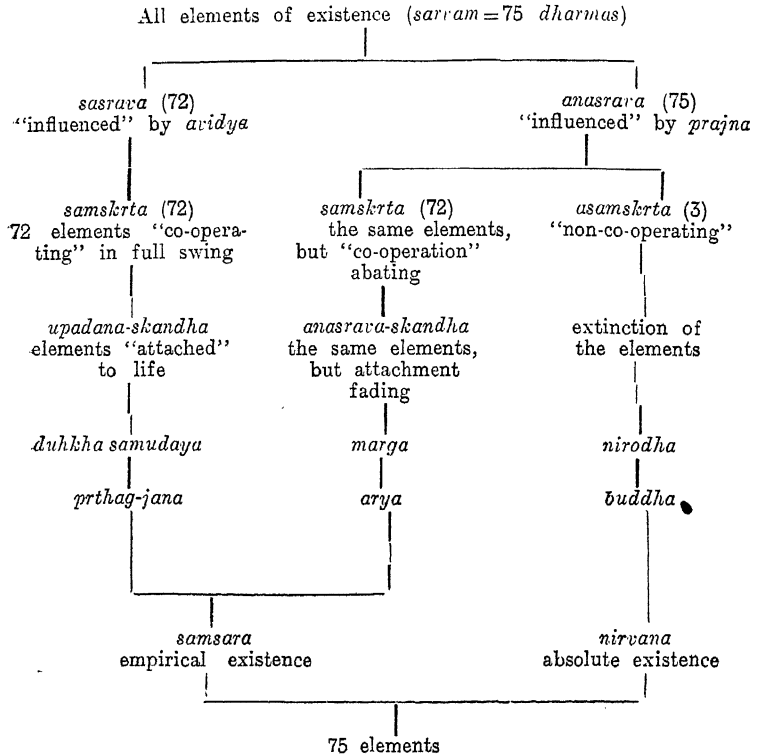 All elements of existence (sarvam = 75 dharmas)
sasrava (72)
"influenced" by avidya
anasrava (75)
"influenced" by prajna
samskrta (72)
72 elements "co-opera-
ting" in full swing
samskrta (72)
the same elements,
but "co-operation"
abating
asamskrta (3)
"non-co-operating"
upadana-skandha
elements "attached"
to life
anasrava-skandha
the same elements,
but attachment
fading
extinction of
the elements
duhkha samudaya
marga
nirodha
prthag-jana
arya
buddha
samsara
empirical existence
nirvana
absolute existence
75 elements